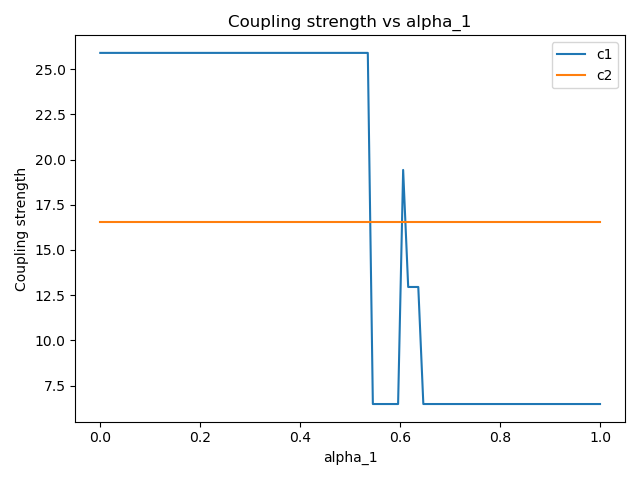 Coupling strength vs alpha_1
c1
c2
Coupling strength
25.0
22.5
20.0
17.5
15.0
12.5
10.0
7.5
0.0 0.2 0.4 0.6 0.8 1.0
alpha_1